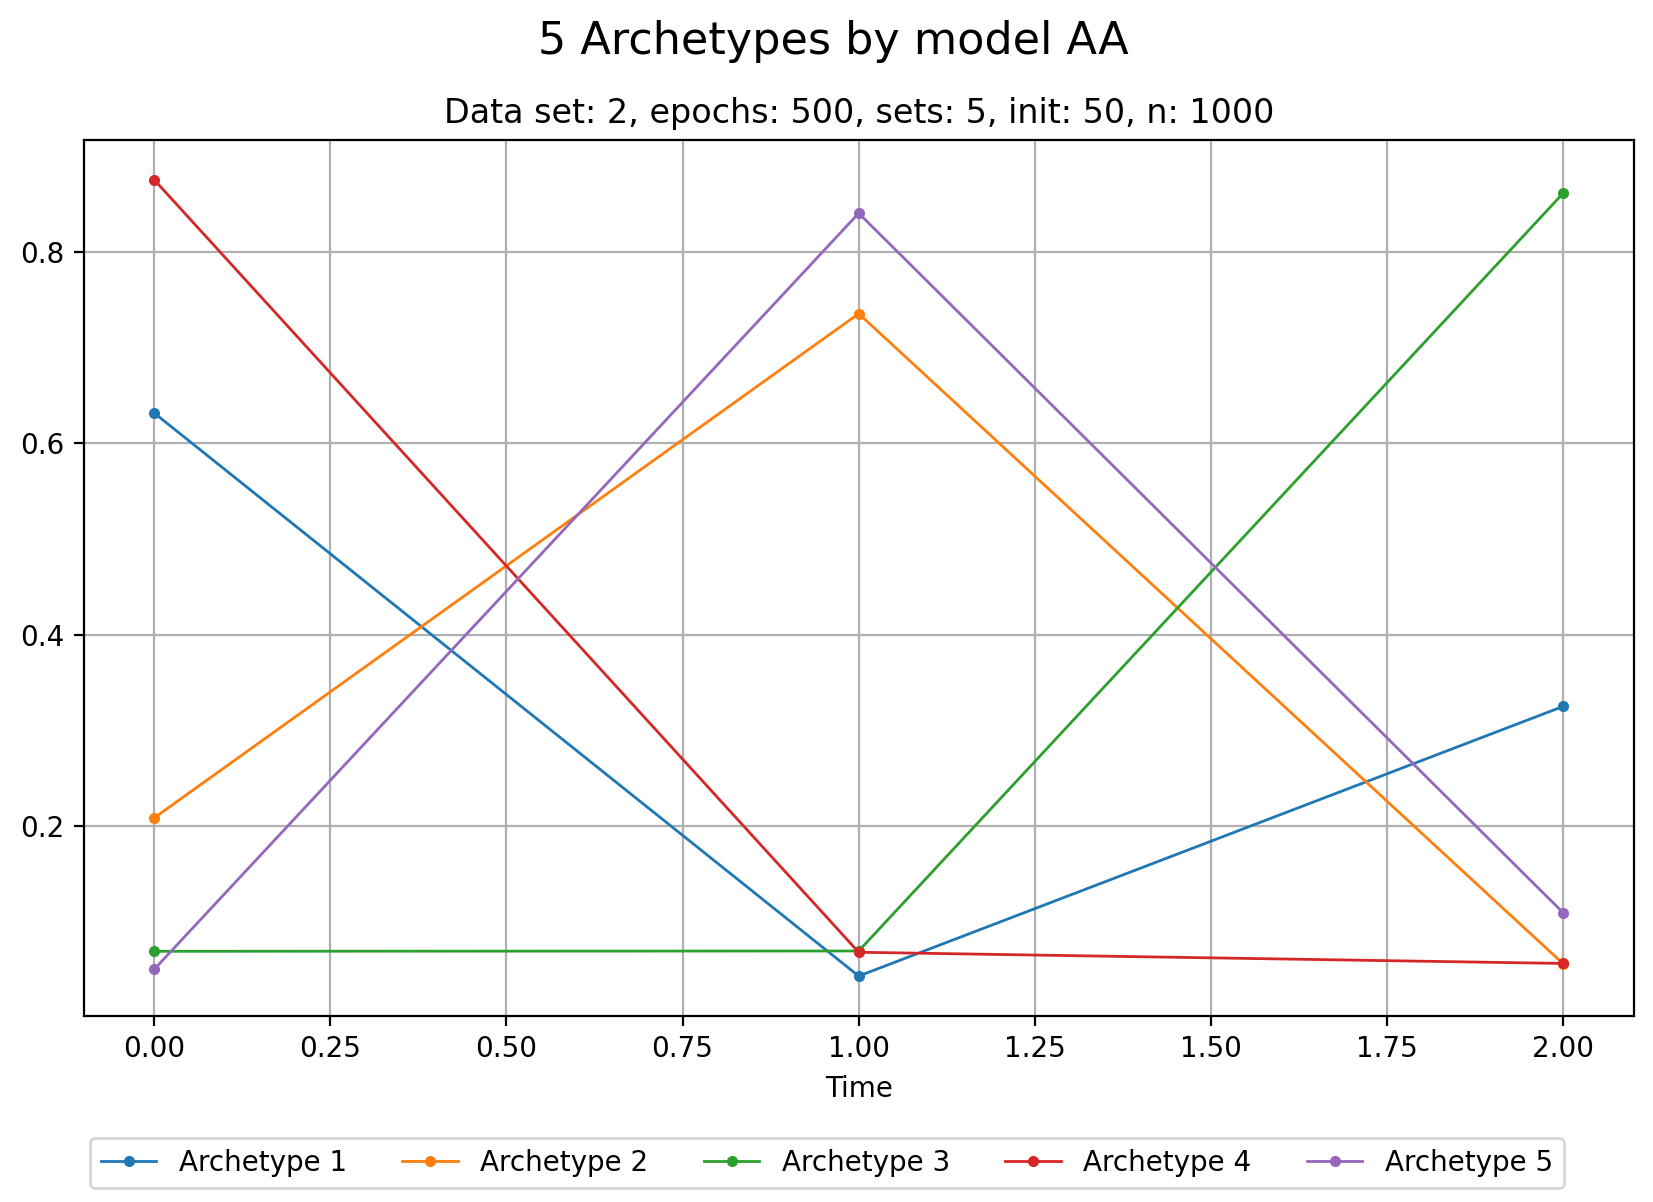 5 Archetypes by model AA
Data set: 2, epochs: 500, sets: 5, init: 50, n: 1000
0.8
0.6
0.4
0.2
0.00 0.25 0.50 0.75 1.00 1.25 1.50 1.75 2.00
Time
Archetype 1 Archetype 2 Archetype 3 Archetype 4 Archetype 5